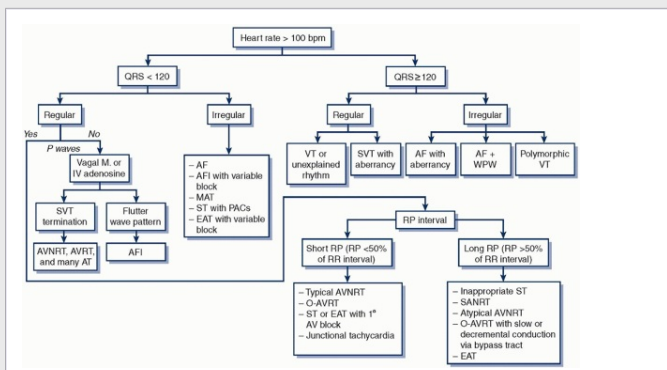 Heart rate > 100 bpm
QRS < 120
QRS ≥ 120
Regular
Irregular
Regular
Irregular
Yes
No
P waves
Vagal M. or
IV adenosine
– AF
– AFI with variable
block
– MAT
– ST with PACs
– EAT with variable
block
VT or
unexplained
rhythm
SVT with
aberrancy
AF with
aberrancy
AF +
WPW
Polymorphic
VT
SVT
termination
Flutter
wave pattern
AVNRT, AVRT,
and many AT
AFI
RP interval
Short RP (RP <50%
of RR interval)
Long RP (RP >50%
of RR interval)
– Typical AVNRT
– O-AVRT
– ST or EAT with 1°
AV block
– Junctional tachycardia
– Inappropriate ST
– SANRT
– Atypical AVNRT
– O-AVRT with slow or
decremental conduction
via bypass tract
– EAT